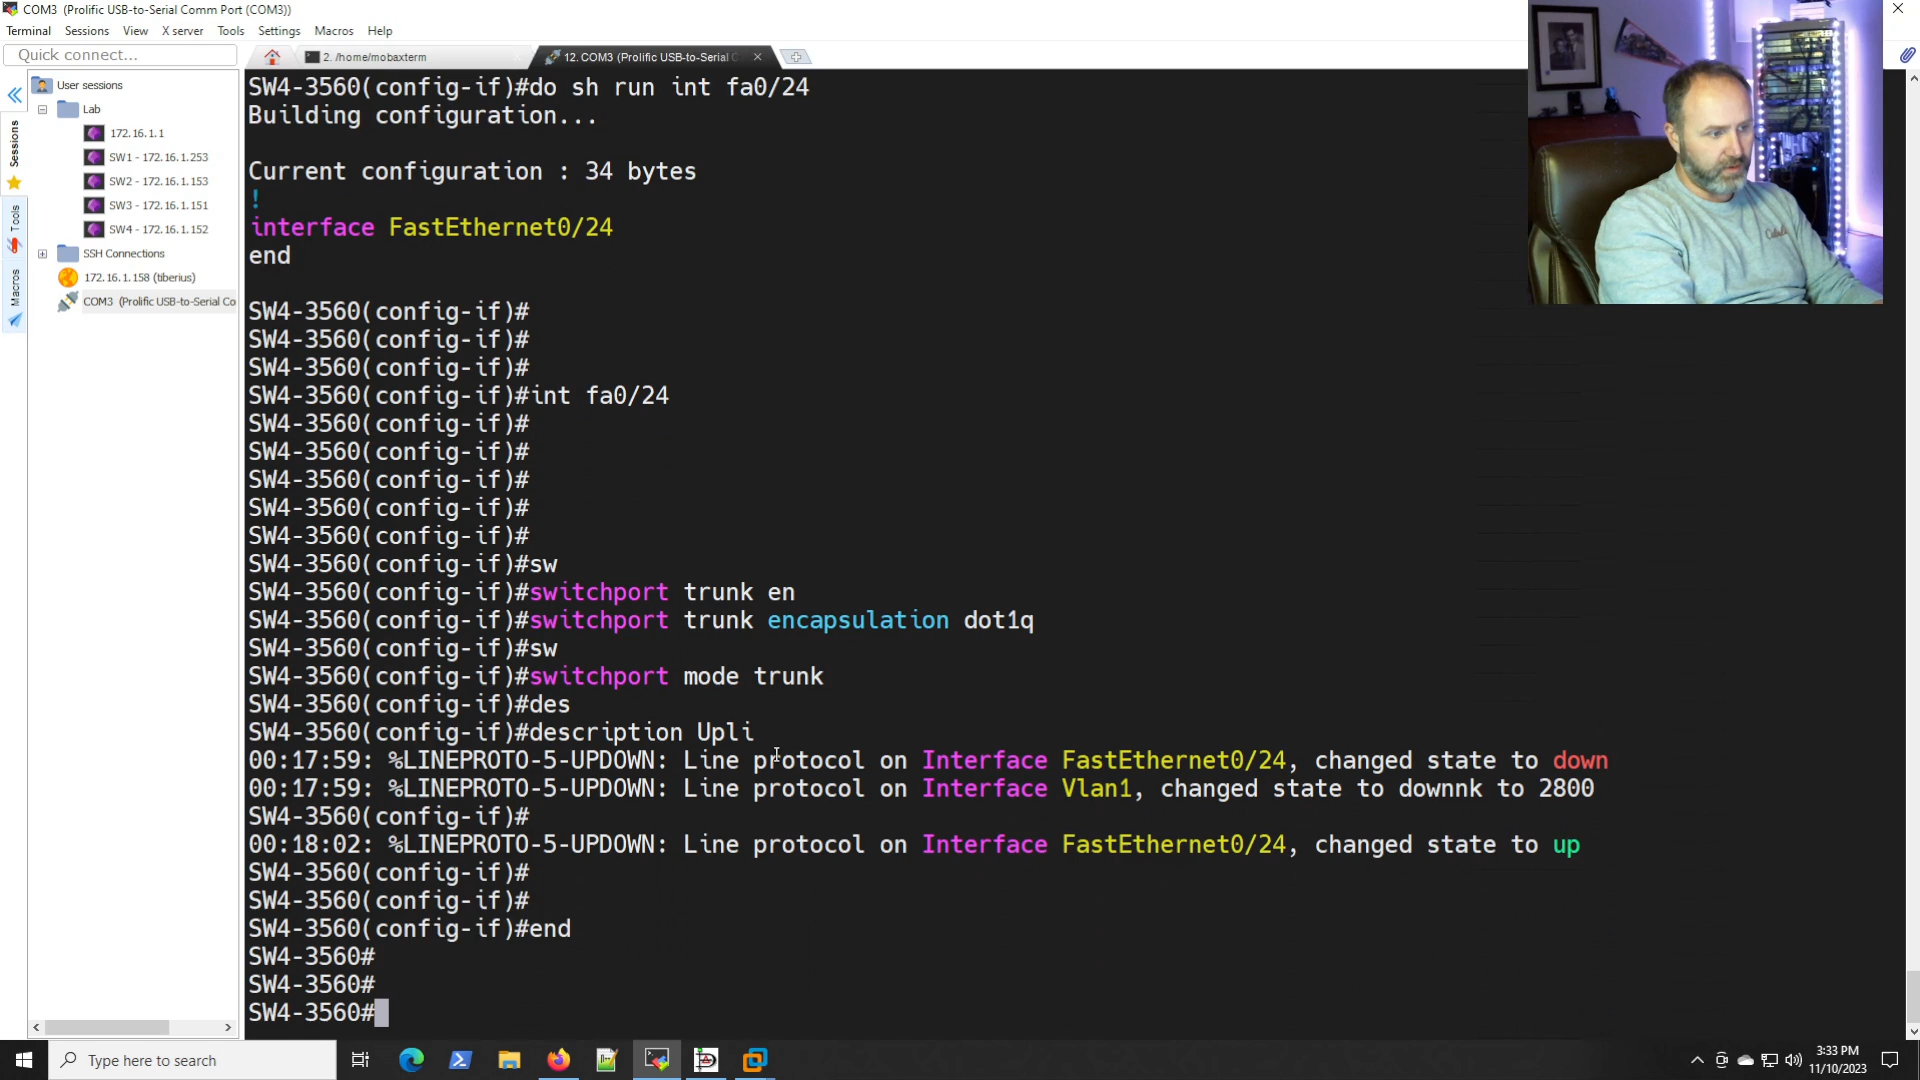 COM3 (Prolific USB-to-Serial Comm Port (COM3))
Terminal Sessions View X server Tools Settings Macros Help
Quick connect...
2. /home/mobaxterm
12. COM3 (Prolific USB-to-Serial C
User sessions
Lab
172.16.1.1
SW1 - 172.16.1.253
SW2 - 172.16.1.153
SW3 - 172.16.1.151
SW4 - 172.16.1.152
SSH Connections
172.16.1.158 (tiberius)
COM3 (Prolific USB-to-Serial Co
Sessions
Tools
Macros
SW4-3560(config-if)#do sh run int fa0/24
Building configuration...
Current configuration : 34 bytes
!
interface FastEthernet0/24
end
SW4-3560(config-if)#
SW4-3560(config-if)#
SW4-3560(config-if)#
SW4-3560(config-if)#int fa0/24
SW4-3560(config-if)#
SW4-3560(config-if)#
SW4-3560(config-if)#
SW4-3560(config-if)#
SW4-3560(config-if)#
SW4-3560(config-if)#sw
SW4-3560(config-if)#switchport trunk en
SW4-3560(config-if)#switchport trunk encapsulation dot1q
SW4-3560(config-if)#sw
SW4-3560(config-if)#switchport mode trunk
SW4-3560(config-if)#des
SW4-3560(config-if)#description Upli
00:17:59: %LINEPROTO-5-UPDOWN: Line protocol on Interface FastEthernet0/24, changed state to down
00:17:59: %LINEPROTO-5-UPDOWN: Line protocol on Interface Vlan1, changed state to downnk to 2800
SW4-3560(config-if)#
00:18:02: %LINEPROTO-5-UPDOWN: Line protocol on Interface FastEthernet0/24, changed state to up
SW4-3560(config-if)#
SW4-3560(config-if)#
SW4-3560(config-if)#end
SW4-3560#
SW4-3560#
SW4-3560#
Type here to search
3:33 PM
11/10/2023